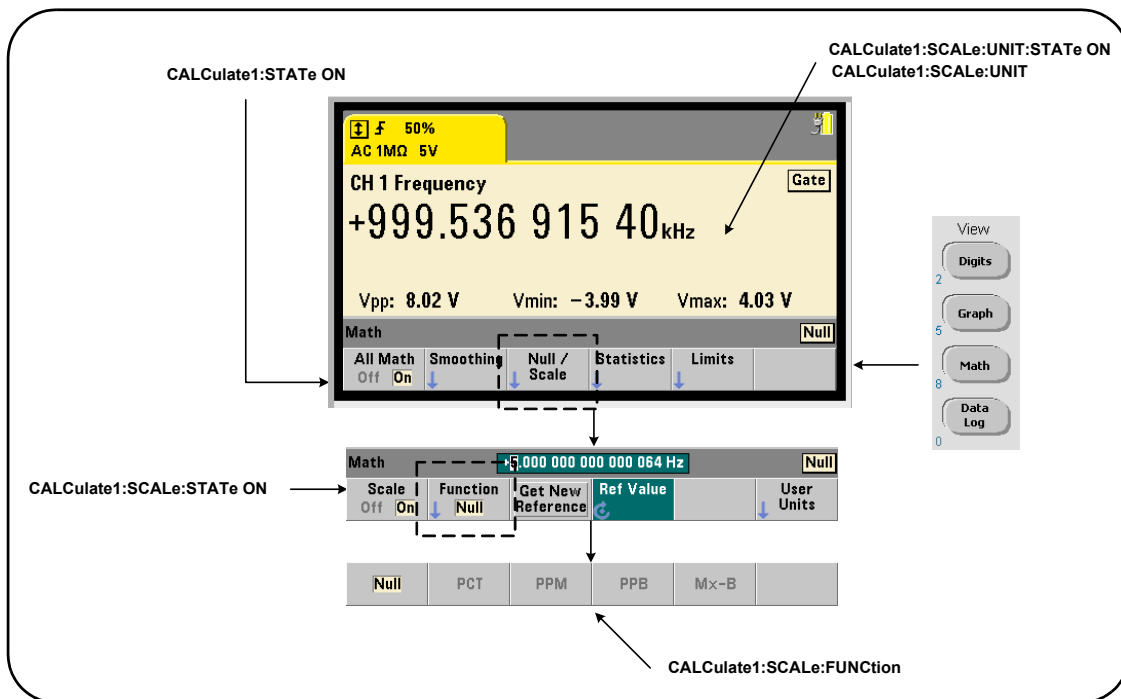 CALCulate1:SCALe:UNIT:STATe ON
CALCulate1:SCALe:UNIT
CALCulate1:STATe ON
50%
AC 1MΩ 5V
CH 1 Frequency
Gate
+999.536 915 40kHz
Vpp: 8.02 V Vmin: −3.99 V Vmax: 4.03 V
Math Null
All Math Smoothing Null / Statistics Limits
Off On Scale
View
Digits
2
Graph
5
Math
8
Data
Log
0
Math +5.000 000 000 000 064 Hz Null
CALCulate1:SCALe:STATe ON
Scale Function Get New Ref Value User
Off On Null Reference Units
Null PCT PPM PPB Mx-B
CALCulate1:SCALe:FUNCtion